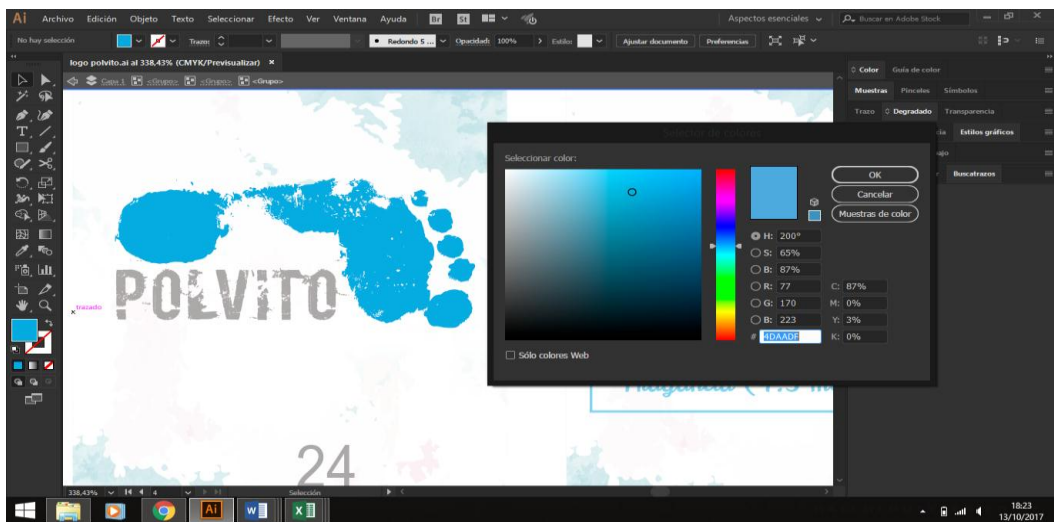 Ai Archivo Edición Objeto Texto Seleccionar Efecto Ver Ventana Ayuda Br St Aspectos esenciales Buscar en Adobe Stock
No hay selección Trazo: Redondo 5 ... Opacidad: 100% Estilo: Ajustar documento Preferencias
logo polvito.ai al 338,43% (CMYK/Previsualizar) ×
Capa 1 <Grupo> <Grupo> <Grupo>
Color Guía de color
Muestras Pinceles Símbolos
Trazo Degradado Transparencia
Estilos gráficos
Buscatrazos
Selector de colores
Seleccionar color:
OK
Cancelar
Muestras de color
H: 200°
S: 65%
B: 87%
R: 77 C: 87%
G: 170 M: 0%
B: 223 Y: 3%
# 4DAADF K: 0%
Sólo colores Web
POLVITO
trazado
24
338,43% 4 Selección
Ai W X
18:23
13/10/2017